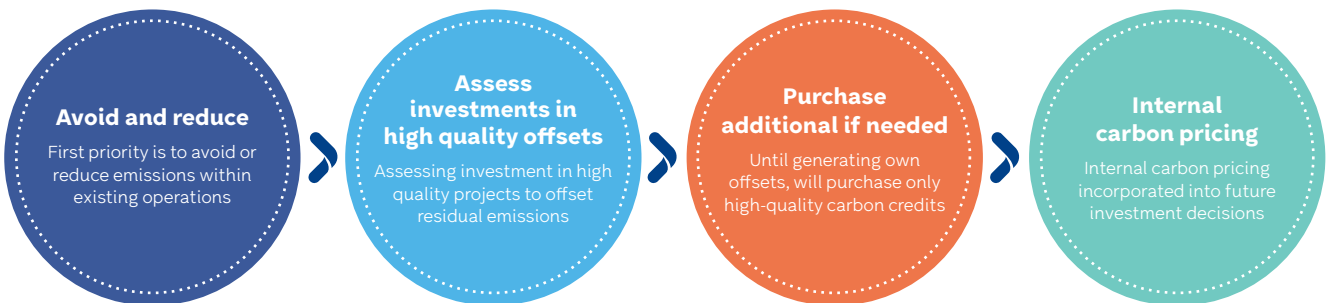 Avoid and reduce
First priority is to avoid or
reduce emissions within
existing operations
Assess
investments in
high quality offsets
Assessing investment in high
quality projects to offset
residual emissions
Purchase
additional if needed
Until generating own
offsets, will purchase only
high-quality carbon credits
Internal
carbon pricing
Internal carbon pricing
incorporated into future
investment decisions